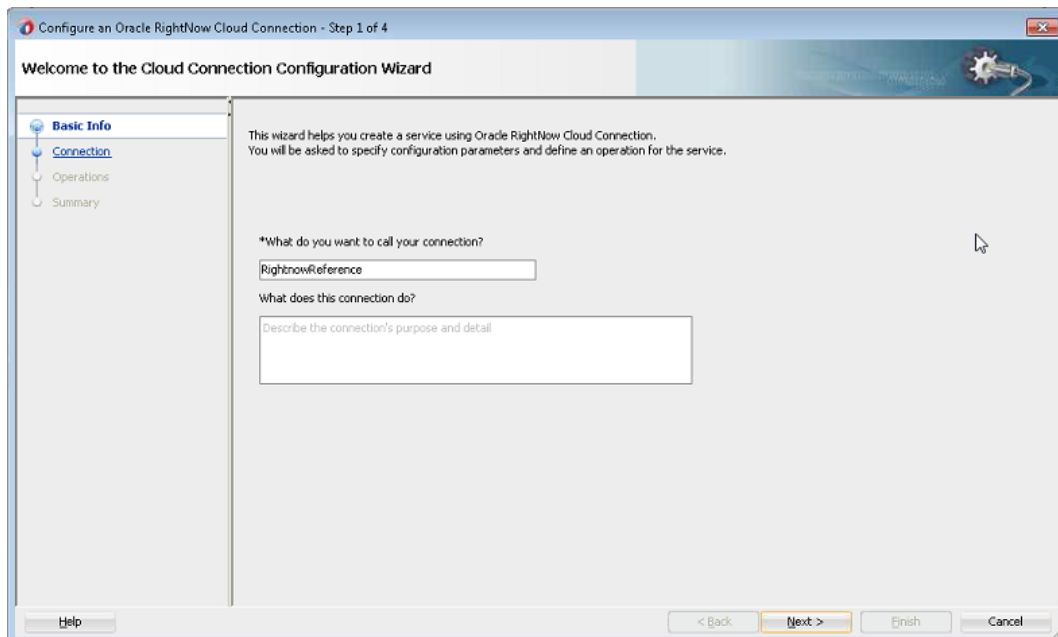 Configure an Oracle RightNow Cloud Connection - Step 1 of 4
Welcome to the Cloud Connection Configuration Wizard
Basic Info
Connection
Operations
Summary
This wizard helps you create a service using Oracle RightNow Cloud Connection.
You will be asked to specify configuration parameters and define an operation for the service.
*What do you want to call your connection?
RightnowReference
What does this connection do?
Describe the connection's purpose and detail
Help
< Back
Next >
Finish
Cancel